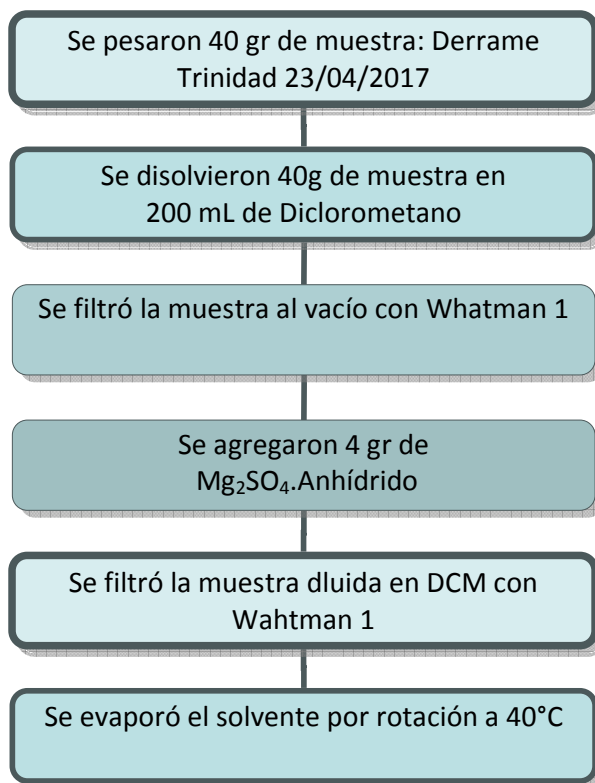 Se pesaron 40 gr de muestra: Derrame
Trinidad 23/04/2017
Se disolvieron 40g de muestra en
200 mL de Diclorometano
Se filtró la muestra al vacío con Whatman 1
Se agregaron 4 gr de
Mg₂SO₄.Anhídrido
Se filtró la muestra dluida en DCM con
Wahtman 1
Se evaporó el solvente por rotación a 40°C